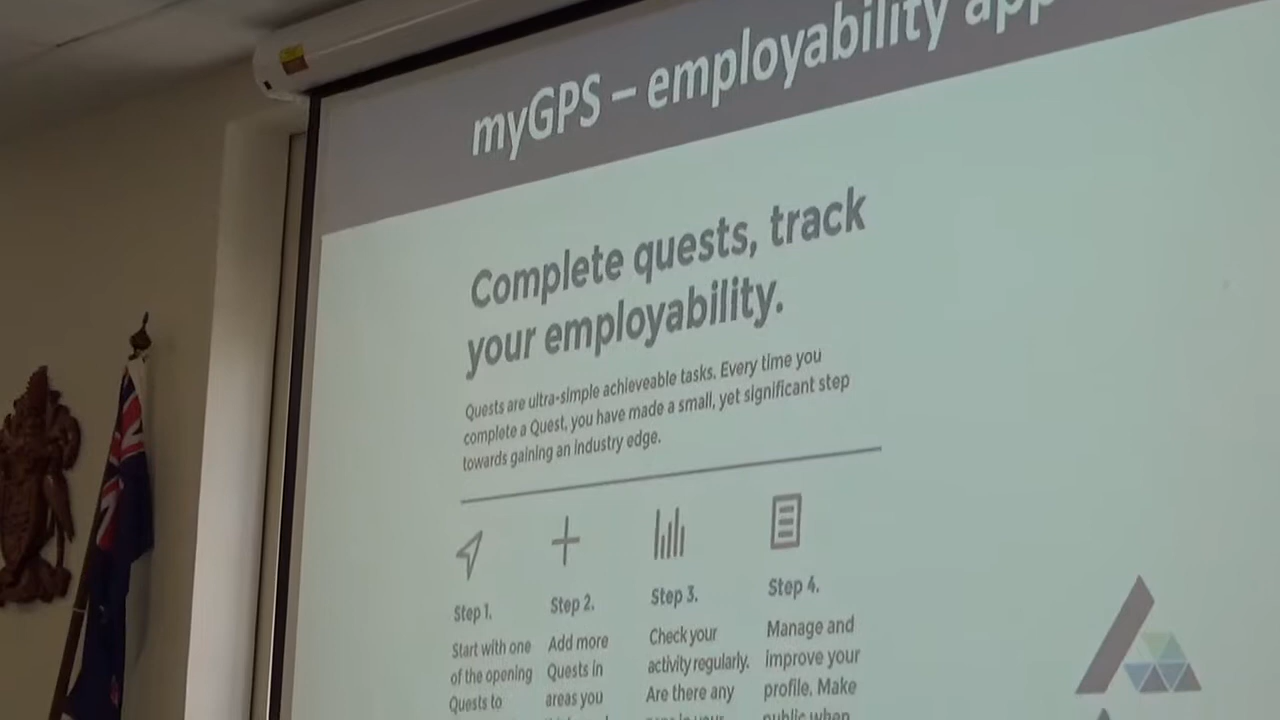 myGPS – employability app
Complete quests, track
your employability.
Quests are ultra-simple achieveable tasks. Every time you
complete a Quest, you have made a small, yet significant step
towards gaining an industry edge.
Step 1.
Start with one
of the opening
Quests to
Step 2.
Add more
Quests in
areas you
Step 3.
Check your
activity regularly.
Are there any
Step 4.
Manage and
improve your
profile. Make
public when